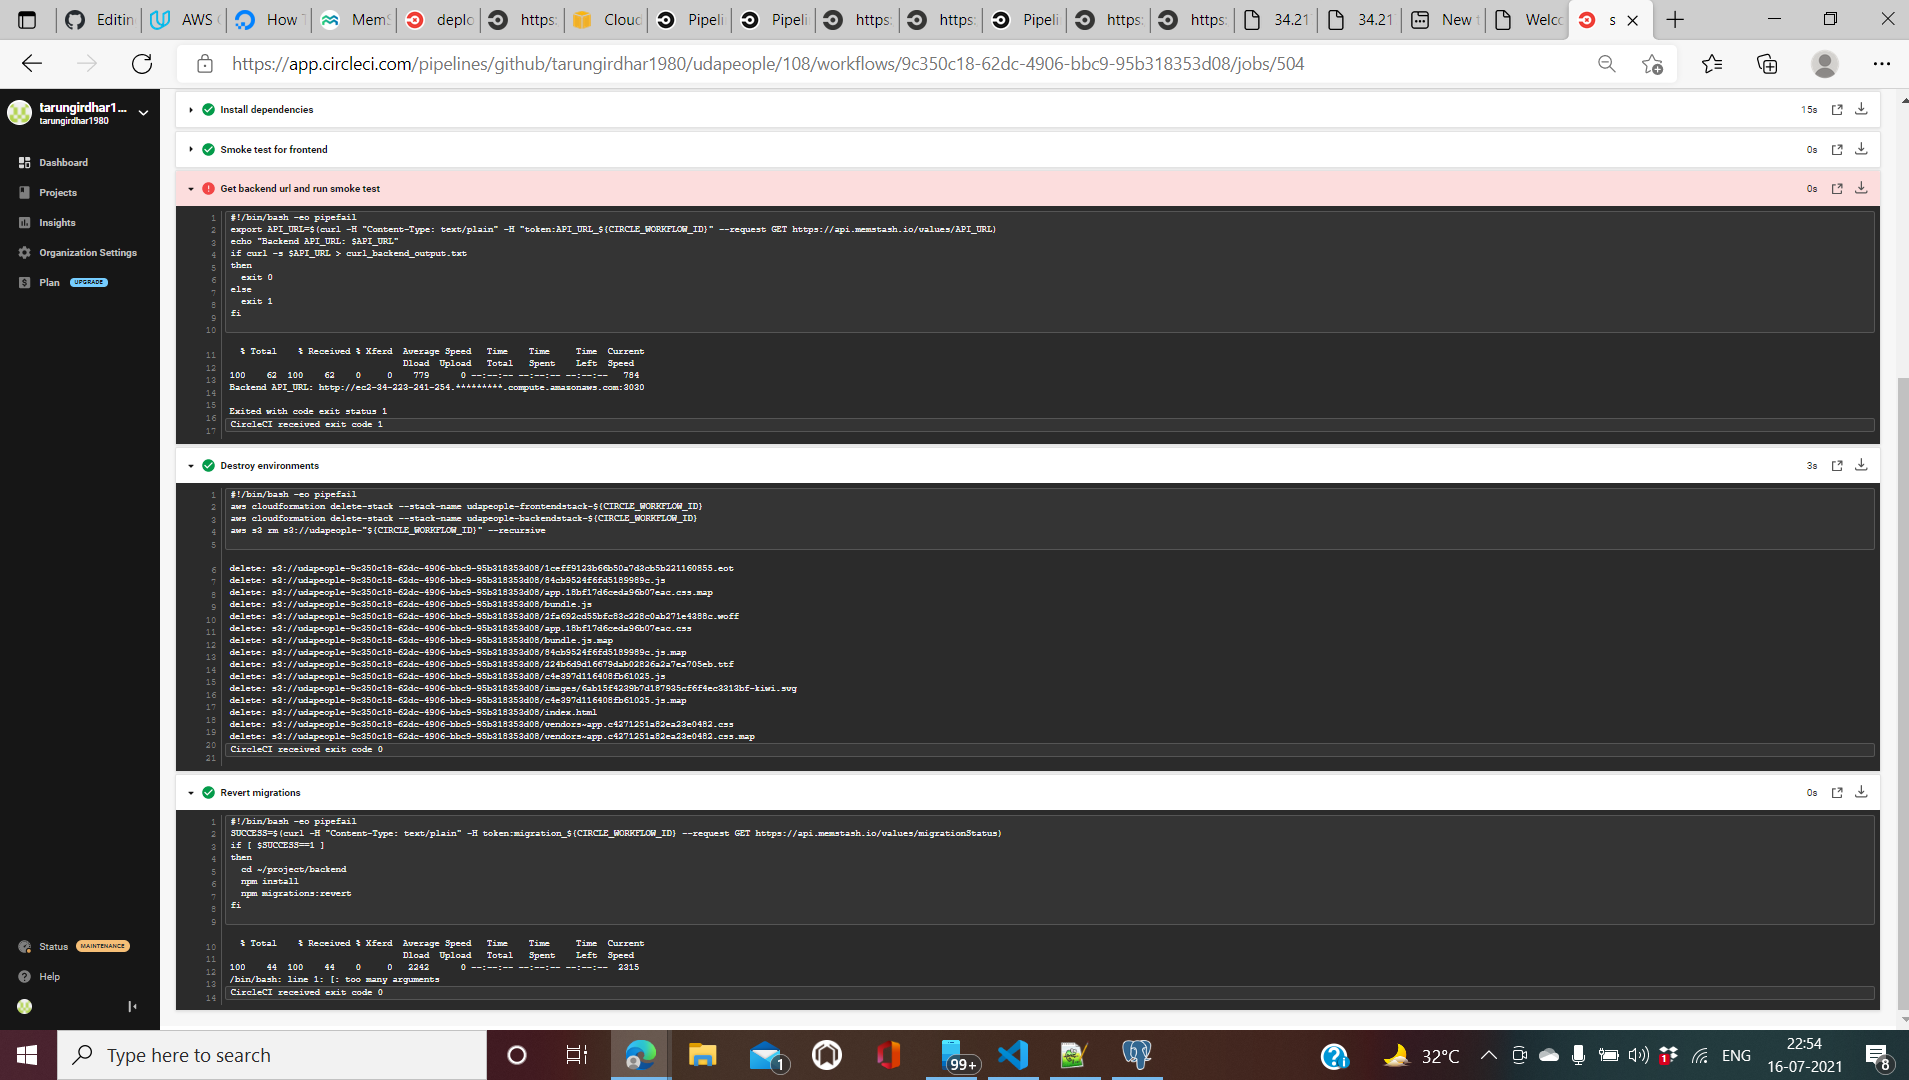 Editin
AWS
How T
MemS
deplo
https:
Cloud
Pipeli
Pipeli
https:
https:
Pipeli
https:
https:
34.21
34.21
New t
Welco
s
https://app.circleci.com/pipelines/github/tarungirdhar1980/udapeople/108/workflows/9c350c18-62dc-4906-bbc9-95b318353d08/jobs/504
tarungirdhar1...
tarungirdhar1980
Dashboard
Projects
Insights
Organization Settings
Plan UPGRADE
Status MAINTENANCE
Help
Install dependencies 15s
Smoke test for frontend 0s
Get backend url and run smoke test 0s
1 #!/bin/bash -eo pipefail
2 export API_URL=$(curl -H "Content-Type: text/plain" -H "token:API_URL_${CIRCLE_WORKFLOW_ID}" --request GET https://api.memstash.io/values/API_URL)
3 echo "Backend API_URL: $API_URL"
4 if curl -s $API_URL > curl_backend_output.txt
5 then
6 exit 0
7 else
8 exit 1
9 fi
10
11 % Total % Received % Xferd Average Speed Time Time Time Current
12 Dload Upload Total Spent Left Speed
13 100 62 100 62 0 0 779 0 --:--:-- --:--:-- --:--:-- 784
14 Backend API_URL: http://ec2-34-223-241-254.*********.compute.amazonaws.com:3030
15
16 Exited with code exit status 1
17 CircleCI received exit code 1
Destroy environments 3s
1 #!/bin/bash -eo pipefail
2 aws cloudformation delete-stack --stack-name udapeople-frontendstack-${CIRCLE_WORKFLOW_ID}
3 aws cloudformation delete-stack --stack-name udapeople-backendstack-${CIRCLE_WORKFLOW_ID}
4 aws s3 rm s3://udapeople-"${CIRCLE_WORKFLOW_ID}" --recursive
5
6 delete: s3://udapeople-9c350c18-62dc-4906-bbc9-95b318353d08/1ceff9123b66b50a7d3cb5b221160855.eot
7 delete: s3://udapeople-9c350c18-62dc-4906-bbc9-95b318353d08/84cb9524f6fd5189989c.js
8 delete: s3://udapeople-9c350c18-62dc-4906-bbc9-95b318353d08/app.18bf17d6ceda96b07eac.css.map
9 delete: s3://udapeople-9c350c18-62dc-4906-bbc9-95b318353d08/bundle.js
10 delete: s3://udapeople-9c350c18-62dc-4906-bbc9-95b318353d08/2fa692cd55bfc83c228c0ab271e4388c.woff
11 delete: s3://udapeople-9c350c18-62dc-4906-bbc9-95b318353d08/app.18bf17d6ceda96b07eac.css
12 delete: s3://udapeople-9c350c18-62dc-4906-bbc9-95b318353d08/bundle.js.map
13 delete: s3://udapeople-9c350c18-62dc-4906-bbc9-95b318353d08/84cb9524f6fd5189989c.js.map
14 delete: s3://udapeople-9c350c18-62dc-4906-bbc9-95b318353d08/224b6d9d16679dab02826a2a7ea705eb.ttf
15 delete: s3://udapeople-9c350c18-62dc-4906-bbc9-95b318353d08/c4e397d116408fb61025.js
16 delete: s3://udapeople-9c350c18-62dc-4906-bbc9-95b318353d08/images/6ab15f4239b7d187935cf6f4ec3313bf-kiwi.svg
17 delete: s3://udapeople-9c350c18-62dc-4906-bbc9-95b318353d08/c4e397d116408fb61025.js.map
18 delete: s3://udapeople-9c350c18-62dc-4906-bbc9-95b318353d08/index.html
19 delete: s3://udapeople-9c350c18-62dc-4906-bbc9-95b318353d08/vendors~app.c4271251a82ea23e0482.css
20 delete: s3://udapeople-9c350c18-62dc-4906-bbc9-95b318353d08/vendors~app.c4271251a82ea23e0482.css.map
21 CircleCI received exit code 0
Revert migrations 0s
1 #!/bin/bash -eo pipefail
2 SUCCESS=$(curl -H "Content-Type: text/plain" -H token:migration_${CIRCLE_WORKFLOW_ID} --request GET https://api.memstash.io/values/migrationStatus)
3 if [ $SUCCESS==1 ]
4 then
5 cd ~/project/backend
6 npm install
7 npm migrations:revert
8 fi
9
10 % Total % Received % Xferd Average Speed Time Time Time Current
11 Dload Upload Total Spent Left Speed
12 100 44 100 44 0 0 2242 0 --:--:-- --:--:-- --:--:-- 2315
13 /bin/bash: line 1: [: too many arguments
14 CircleCI received exit code 0
Type here to search
1
99+
32°C
ENG
22:54
16-07-2021
8